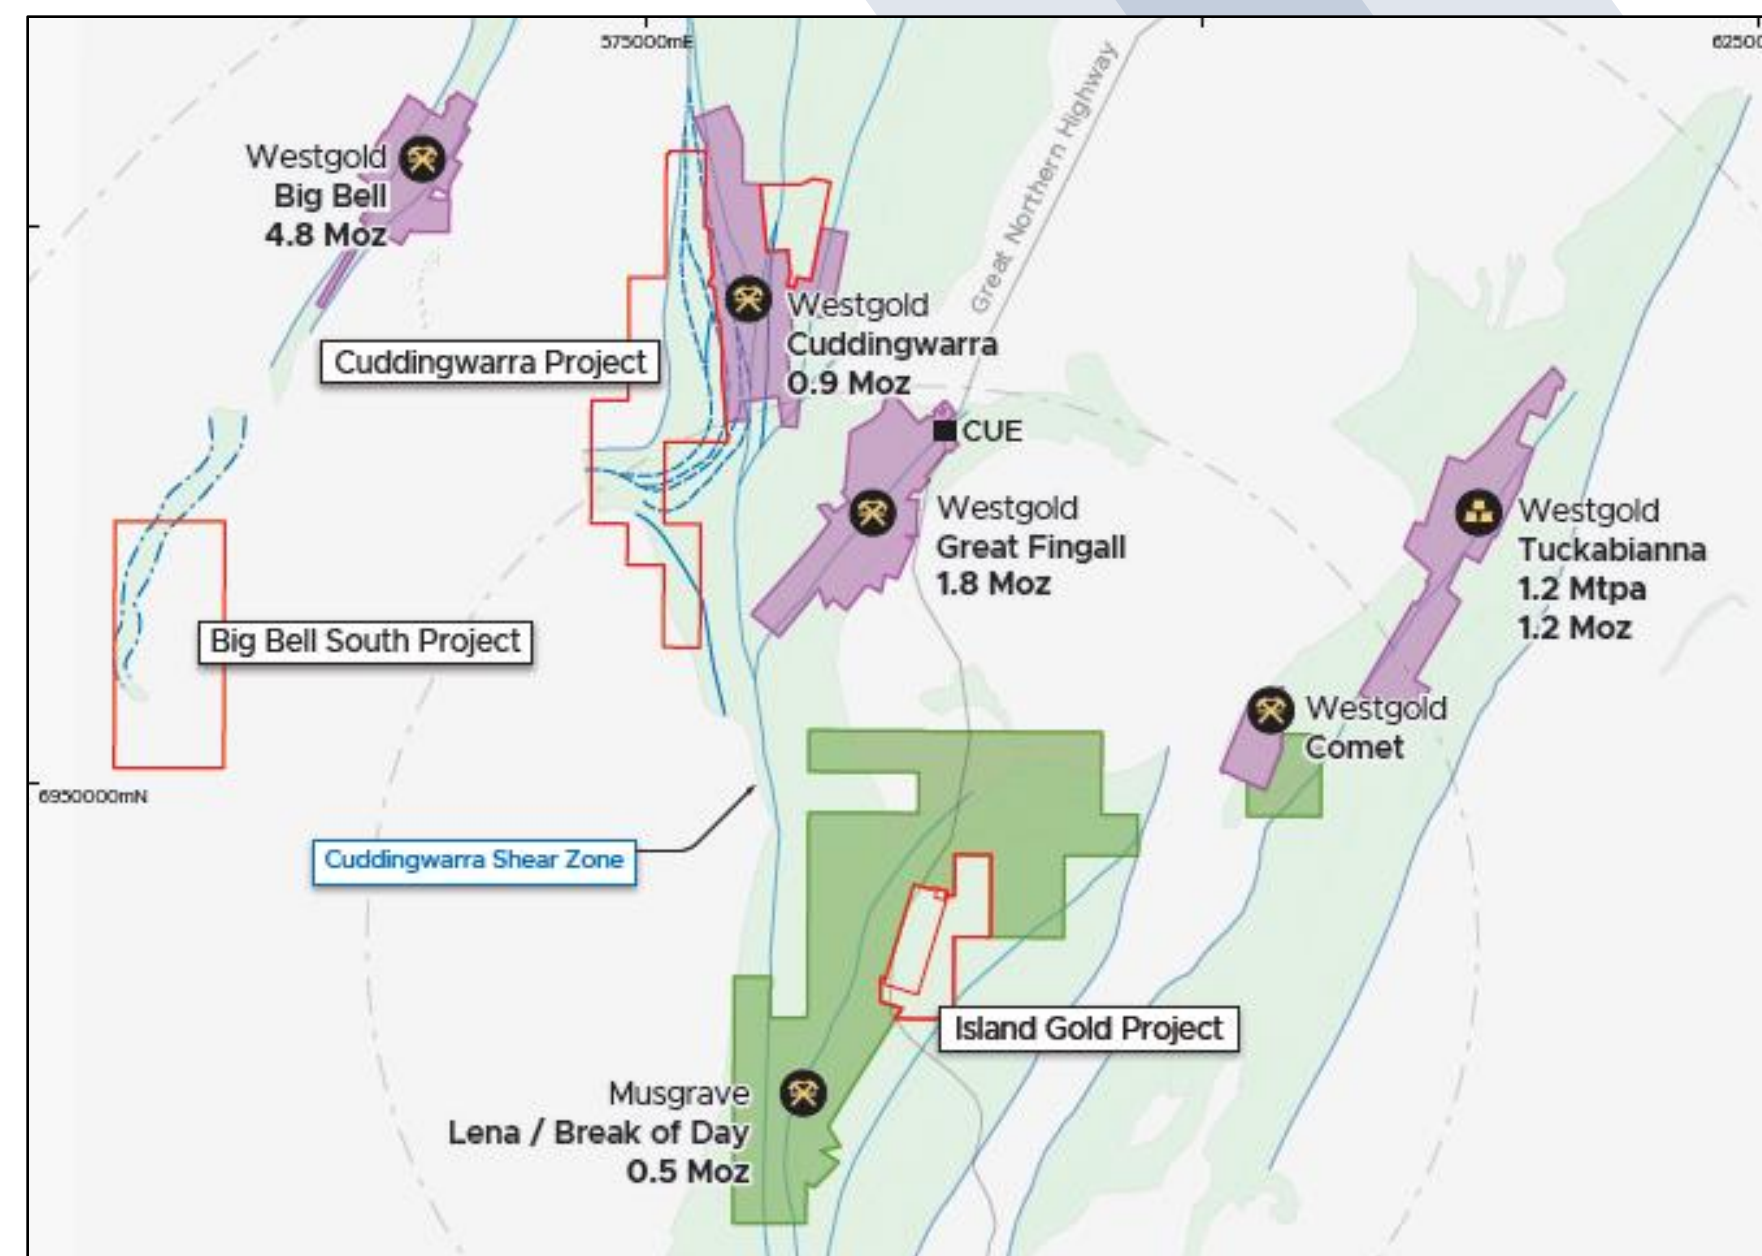 575000mE
62500
Westgold
Big Bell
4.8 Moz
Great Northern Highway
Westgold
Cuddingwarra
0.9 Moz
Cuddingwarra Project
CUE
Westgold
Great Fingall
1.8 Moz
Westgold
Tuckabianna
1.2 Mtpa
1.2 Moz
Big Bell South Project
Westgold
Comet
6950000mN
Cuddingwarra Shear Zone
Island Gold Project
Musgrave
Lena / Break of Day
0.5 Moz